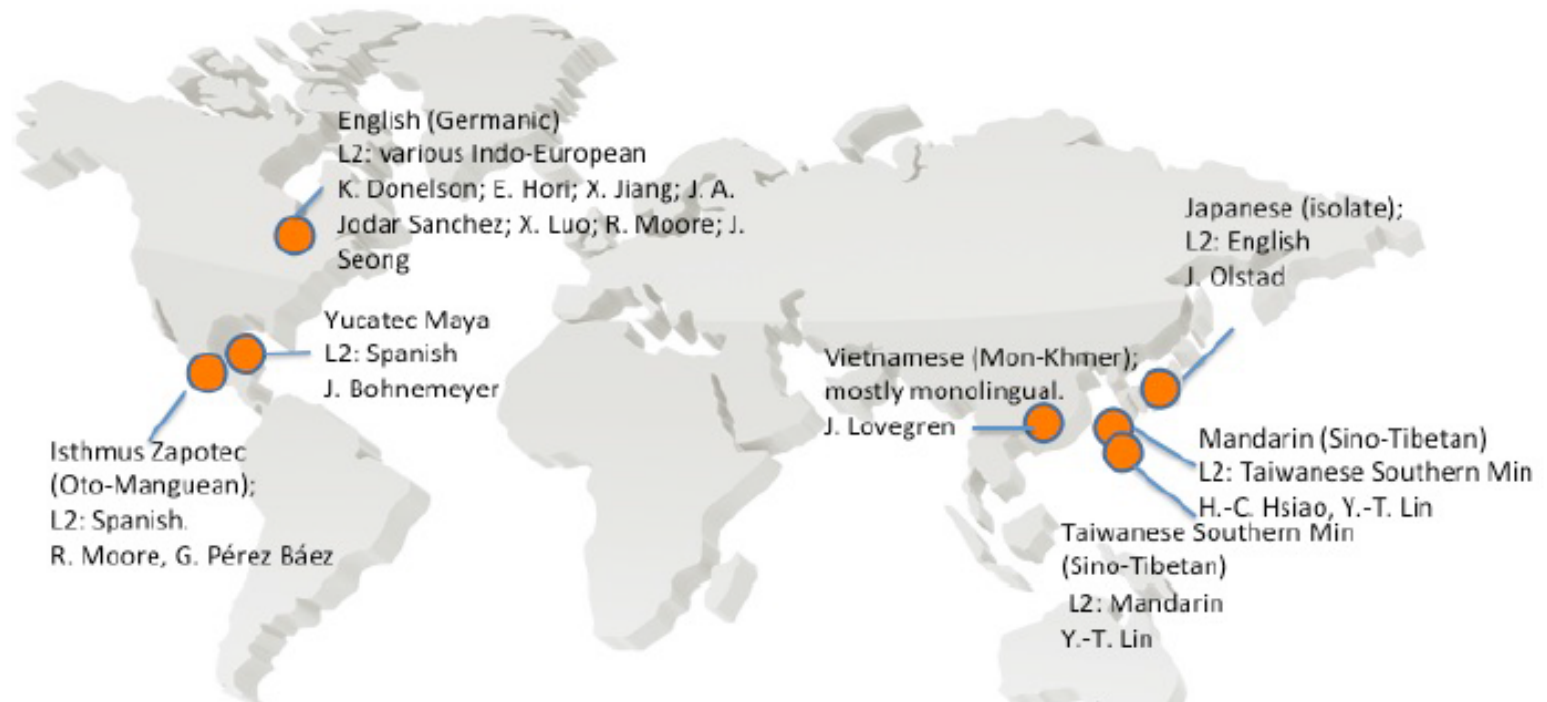 English (Germanic)
L2: various Indo-European
K. Donelson; E. Hori; X. Jiang; J. A.
Jodar Sanchez; X. Luo; R. Moore; J.
Seong
Yucatec Maya
L2: Spanish
J. Bohnemeyer
Isthmus Zapotec
(Oto-Manguean);
L2: Spanish.
R. Moore, G. Pérez Báez
Japanese (isolate);
L2: English
J. Olstad
Vietnamese (Mon-Khmer);
mostly monolingual.
J. Lovegren
Mandarin (Sino-Tibetan)
L2: Taiwanese Southern Min
H.-C. Hsiao, Y.-T. Lin
Taiwanese Southern Min
(Sino-Tibetan)
L2: Mandarin
Y.-T. Lin